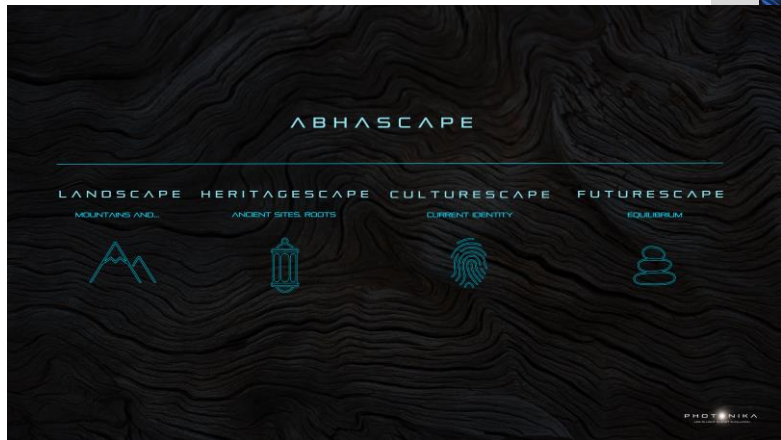 ABHASCAPE
LANDSCAPE HERITAGESCAPE CULTURESCAPE FUTURESCAPE
MOUNTAINS AND... ANCIENT SITES, ROOTS CURRENT IDENTITY EQUILIBRIUM
PHOTONIKA